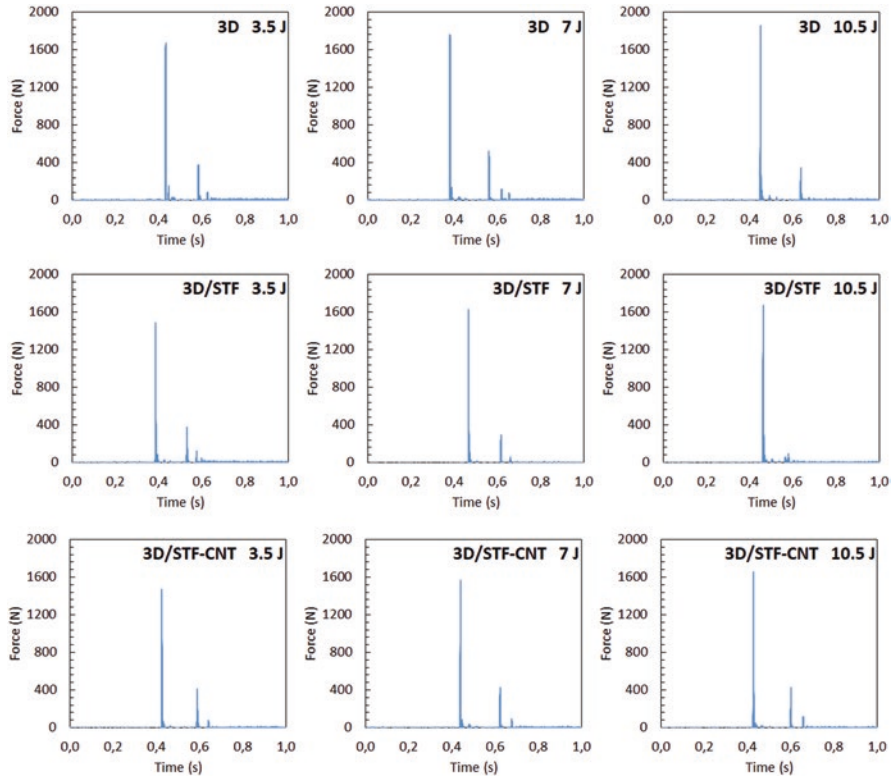 3D 3.5 J
Force (N)
2000
1600
1200
800
400
0
0,0 0,2 0,4 0,6 0,8 1,0
Time (s)
3D 7 J
Force (N)
2000
1600
1200
800
400
0
0,0 0,2 0,4 0,6 0,8 1,0
Time (s)
3D 10.5 J
Force (N)
2000
1600
1200
800
400
0
0,0 0,2 0,4 0,6 0,8 1,0
Time (s)
3D/STF 3.5 J
Force (N)
2000
1600
1200
800
400
0
0,0 0,2 0,4 0,6 0,8 1,0
Time (s)
3D/STF 7 J
Force (N)
2000
1600
1200
800
400
0
0,0 0,2 0,4 0,6 0,8 1,0
Time (s)
3D/STF 10.5 J
Force (N)
2000
1600
1200
800
400
0
0,0 0,2 0,4 0,6 0,8 1,0
Time (s)
3D/STF-CNT 3.5 J
Force (N)
2000
1600
1200
800
400
0
0,0 0,2 0,4 0,6 0,8 1,0
Time (s)
3D/STF-CNT 7 J
Force (N)
2000
1600
1200
800
400
0
0,0 0,2 0,4 0,6 0,8 1,0
Time (s)
3D/STF-CNT 10.5 J
Force (N)
2000
1600
1200
800
400
0
0,0 0,2 0,4 0,6 0,8 1,0
Time (s)